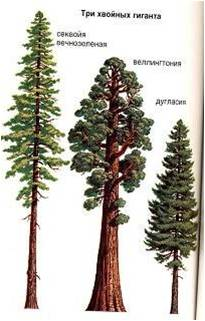 Три хвойных гиганта
секвойя
вечнозеленая
веллингтония
дугласия